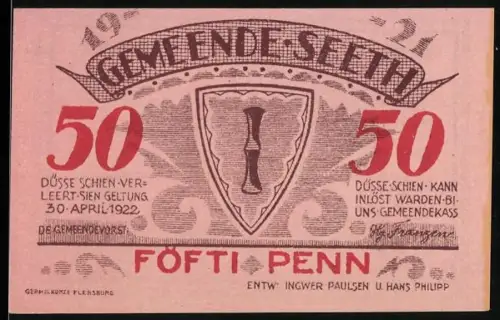 19 21
GEMEENDE·SEETH
50 50
DÜSSE SCHIEN·VER=
LEERT·SIEN GELTUNG
30·APRIL·1922
DE GEMEENDEVORST.
DÜSSE·SCHIEN·KANN
INLÖST WARDEN·BI·
UNS GEMEENDEKASS
FÖFTI PENN
ENTW· INGWER PAULSEN U. HANS PHILIPP